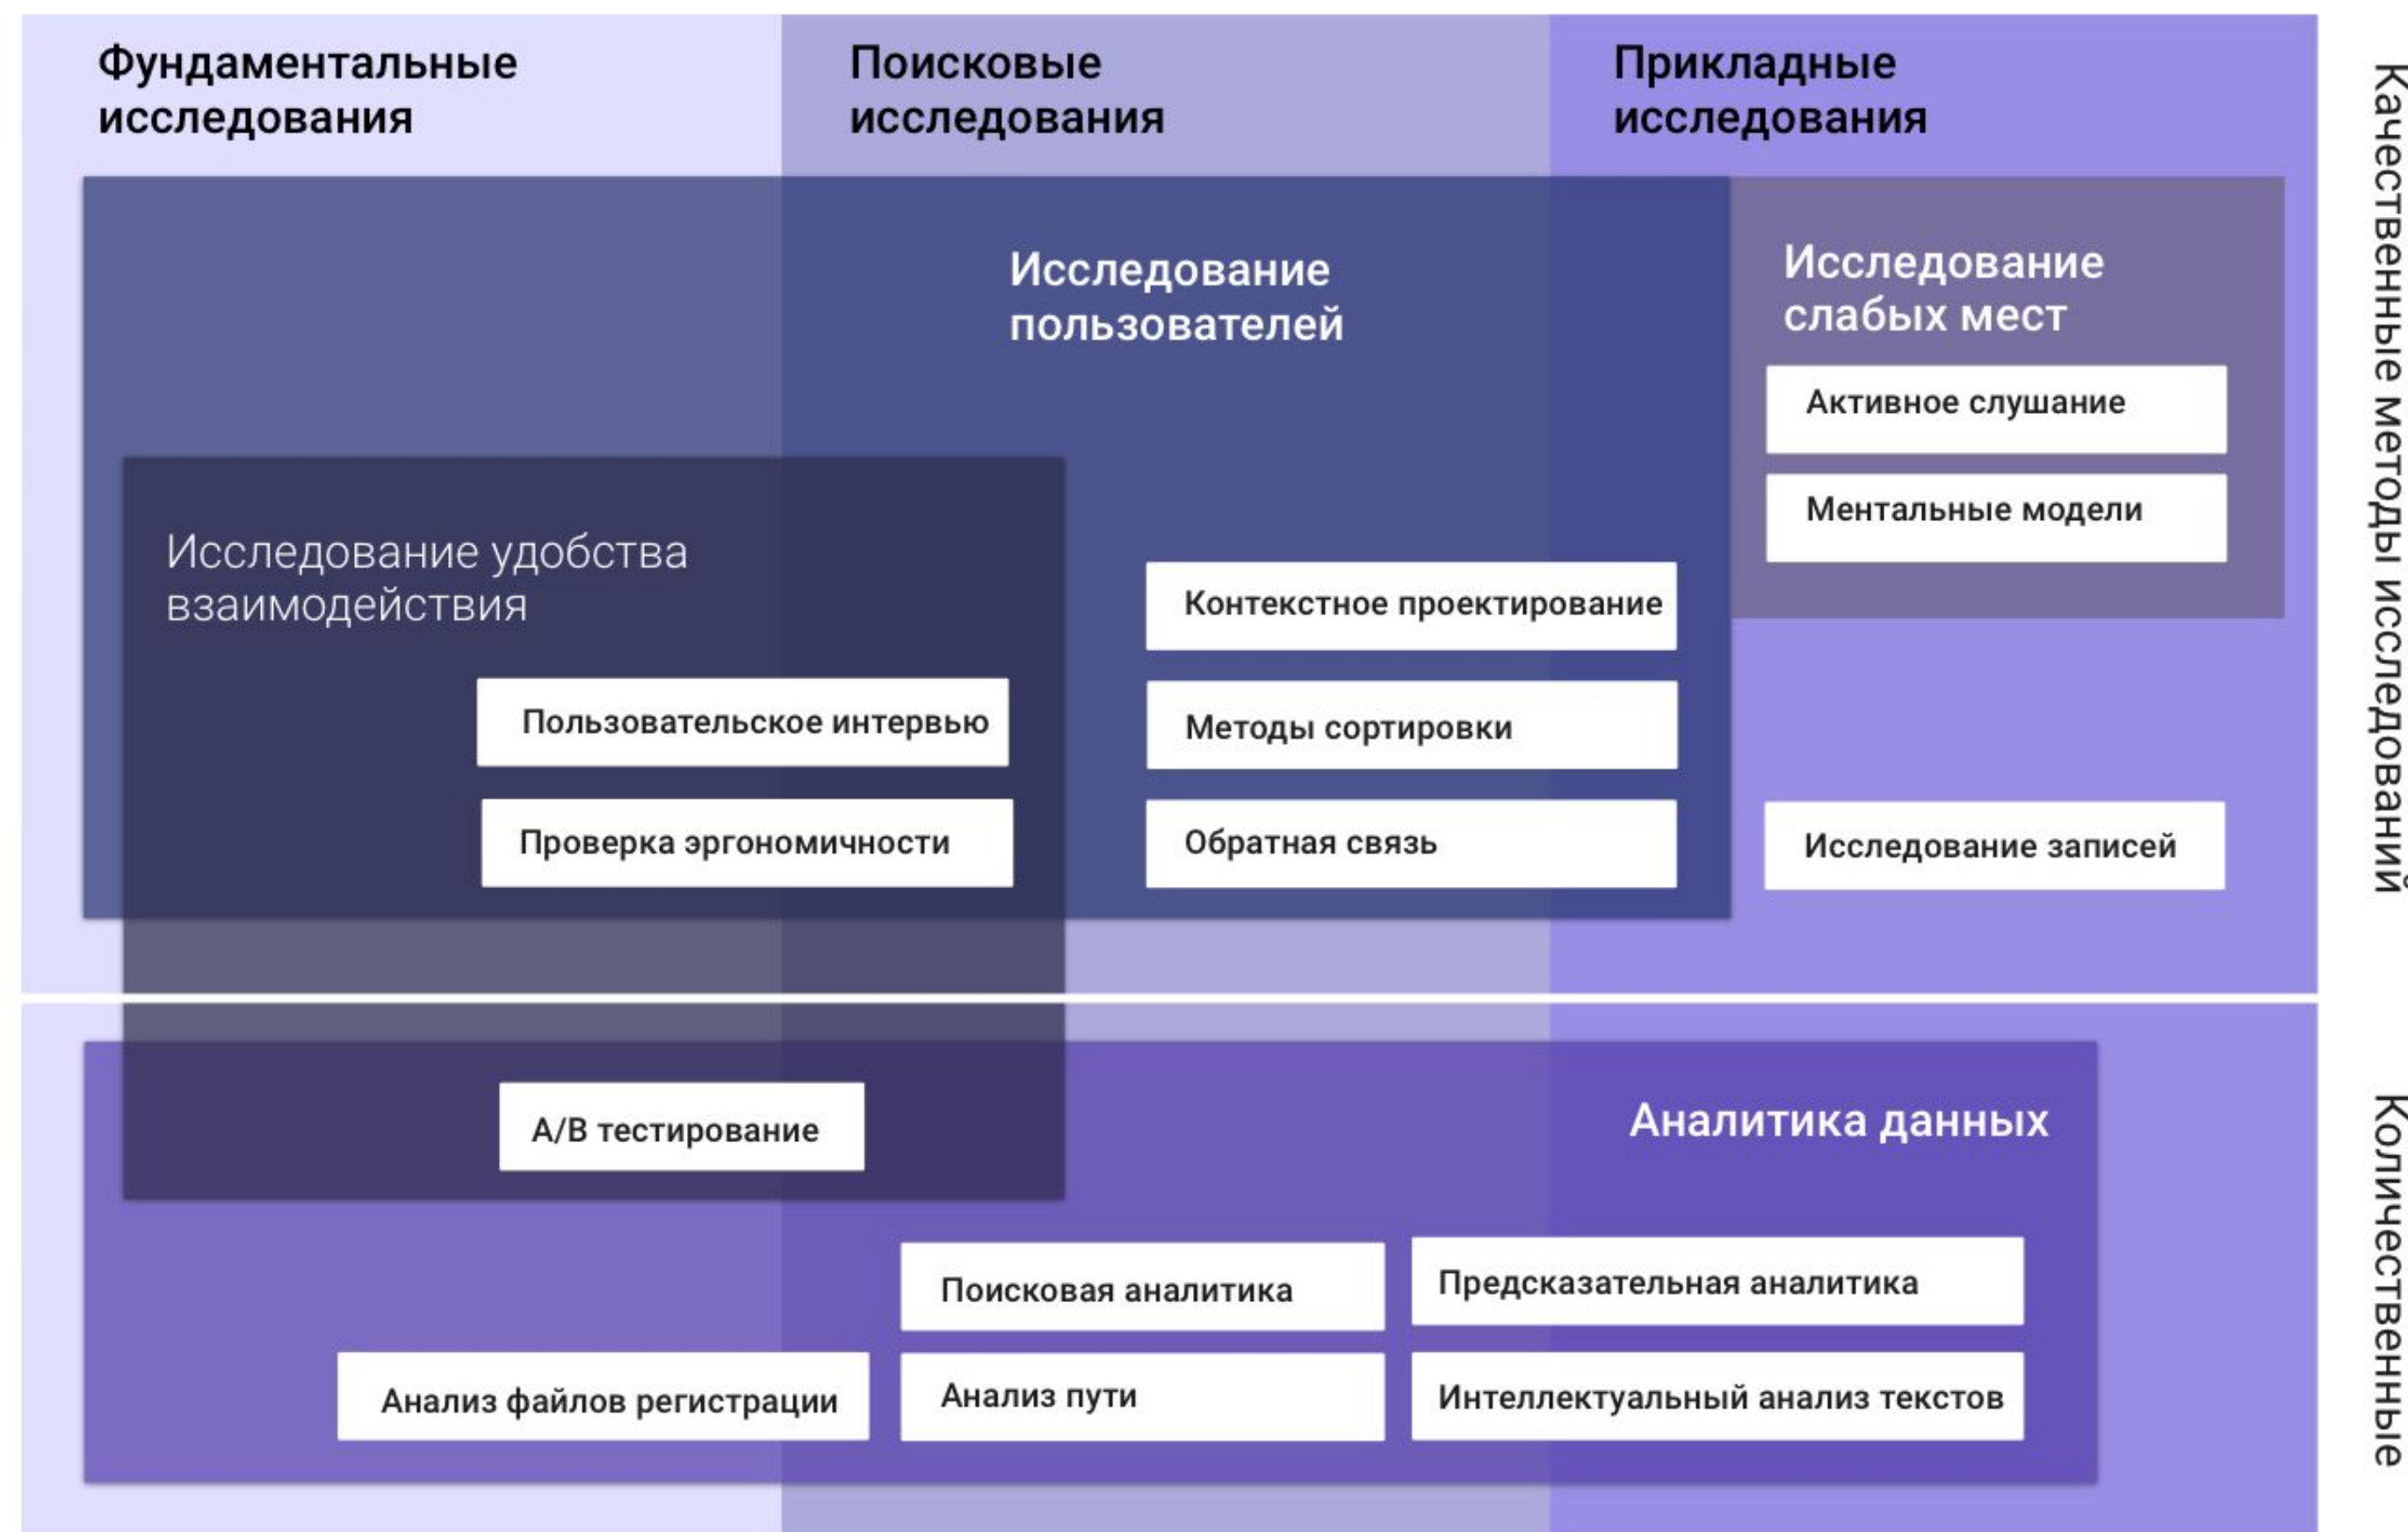 Фундаментальные
исследования
Поисковые
исследования
Прикладные
исследования
Исследование
пользователей
Исследование
слабых мест
Активное слушание
Ментальные модели
Исследование удобства
взаимодействия
Контекстное проектирование
Пользовательское интервью
Методы сортировки
Проверка эргономичности
Обратная связь
Исследование записей
Качественные методы исследований
А/В тестирование
Аналитика данных
Поисковая аналитика
Предсказательная аналитика
Анализ файлов регистрации
Анализ пути
Интеллектуальный анализ текстов
Количественные